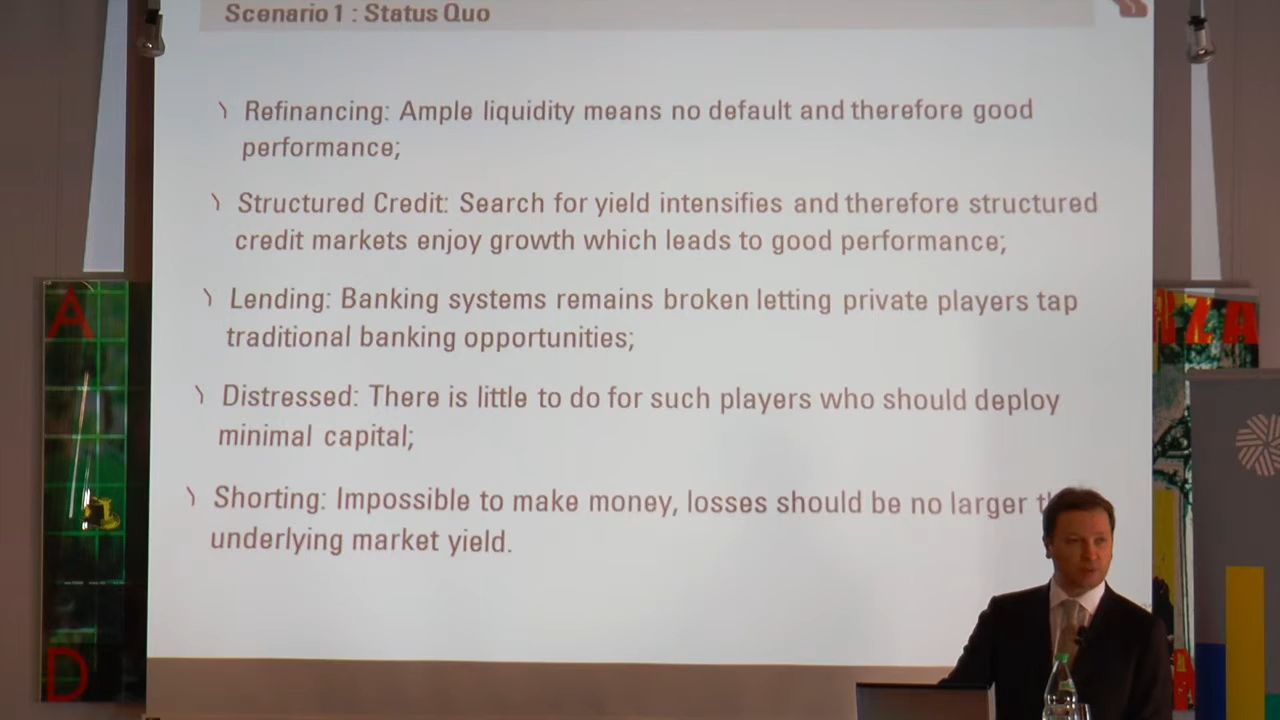 Scenario 1 : Status Quo
Refinancing: Ample liquidity means no default and therefore good
performance;
Structured Credit: Search for yield intensifies and therefore structured
credit markets enjoy growth which leads to good performance;
Lending: Banking systems remains broken letting private players tap
traditional banking opportunities;
Distressed: There is little to do for such players who should deploy
minimal capital;
Shorting: Impossible to make money, losses should be no larger
underlying market yield.
A
D
NZA